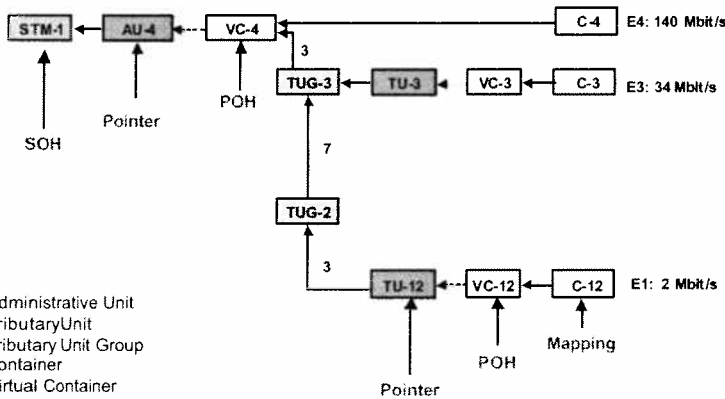 STM-1 AU-4 VC-4 C-4 E4: 140 Mbit/s
3
TUG-3 TU-3 VC-3 C-3 E3: 34 Mbit/s
POH
Pointer
SOH
7
TUG-2
3
TU-12 VC-12 C-12 E1: 2 Mbit/s
dministrative Unit
ributaryUnit
ributary Unit Group
ontainer
irtual Container
Mapping
POH
Pointer